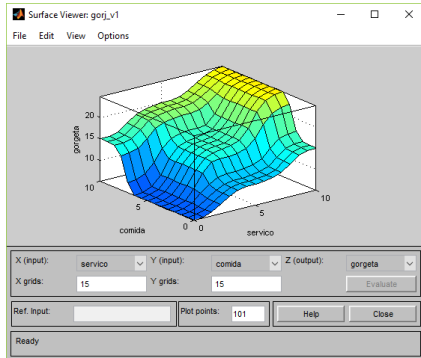 Surface Viewer: gorj_v1
File Edit View Options
gorgeta
20
15
10
10
5
0
comida
0
5
10
servico
X (input): servico Y (input): comida Z (output): gorgeta
X grids: 15 Y grids: 15 Evaluate
Ref. Input: Plot points: 101 Help Close
Ready